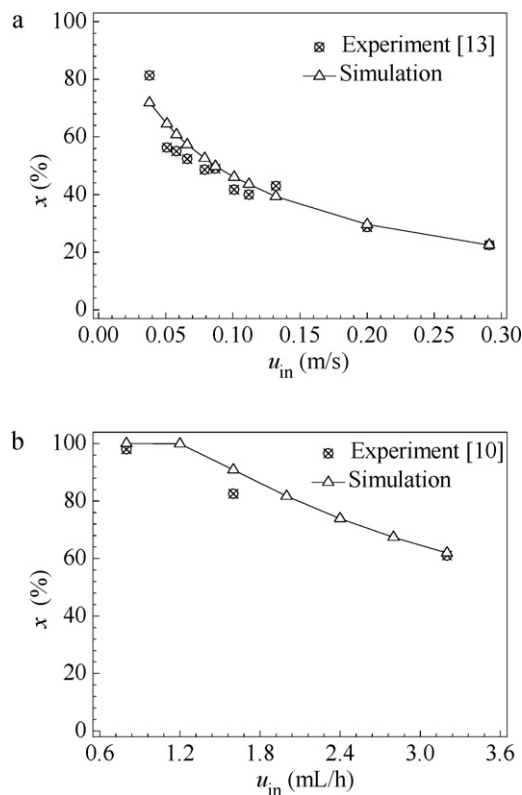 a
100
Experiment [13]
Simulation
80
60
40
20
0
x (%)
0.00 0.05 0.10 0.15 0.20 0.25 0.30
u_in (m/s)
b
100
Experiment [10]
Simulation
80
60
40
20
0
x (%)
0.6 1.2 1.8 2.4 3.0 3.6
u_in (mL/h)